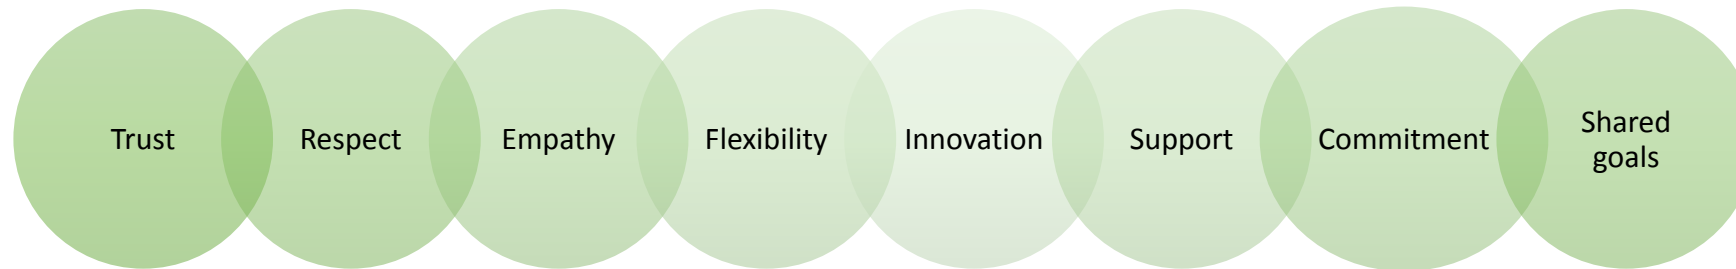 Trust
Respect
Empathy
Flexibility
Innovation
Support
Commitment
Shared
goals